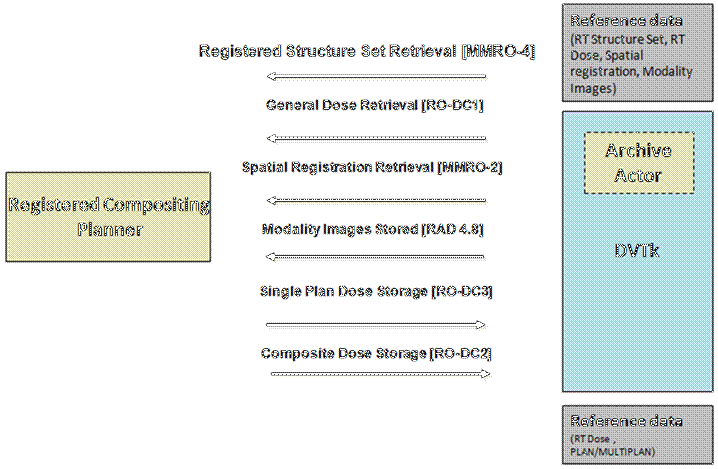 Reference data
(RT Structure Set, RT
Dose, Spatial
registration, Modality
Images)
Registered Structure Set Retrieval [MMRO-4]
General Dose Retrieval [RO-DC1]
Spatial Registration Retrieval [MMRO-2]
Modality Images Stored [RAD 4.8]
Single Plan Dose Storage [RO-DC3]
Composite Dose Storage [RO-DC2]
Registered Compositing
Planner
Archive
Actor
DVTk
Reference data
(RT Dose ,
PLAN/MULTIPLAN)